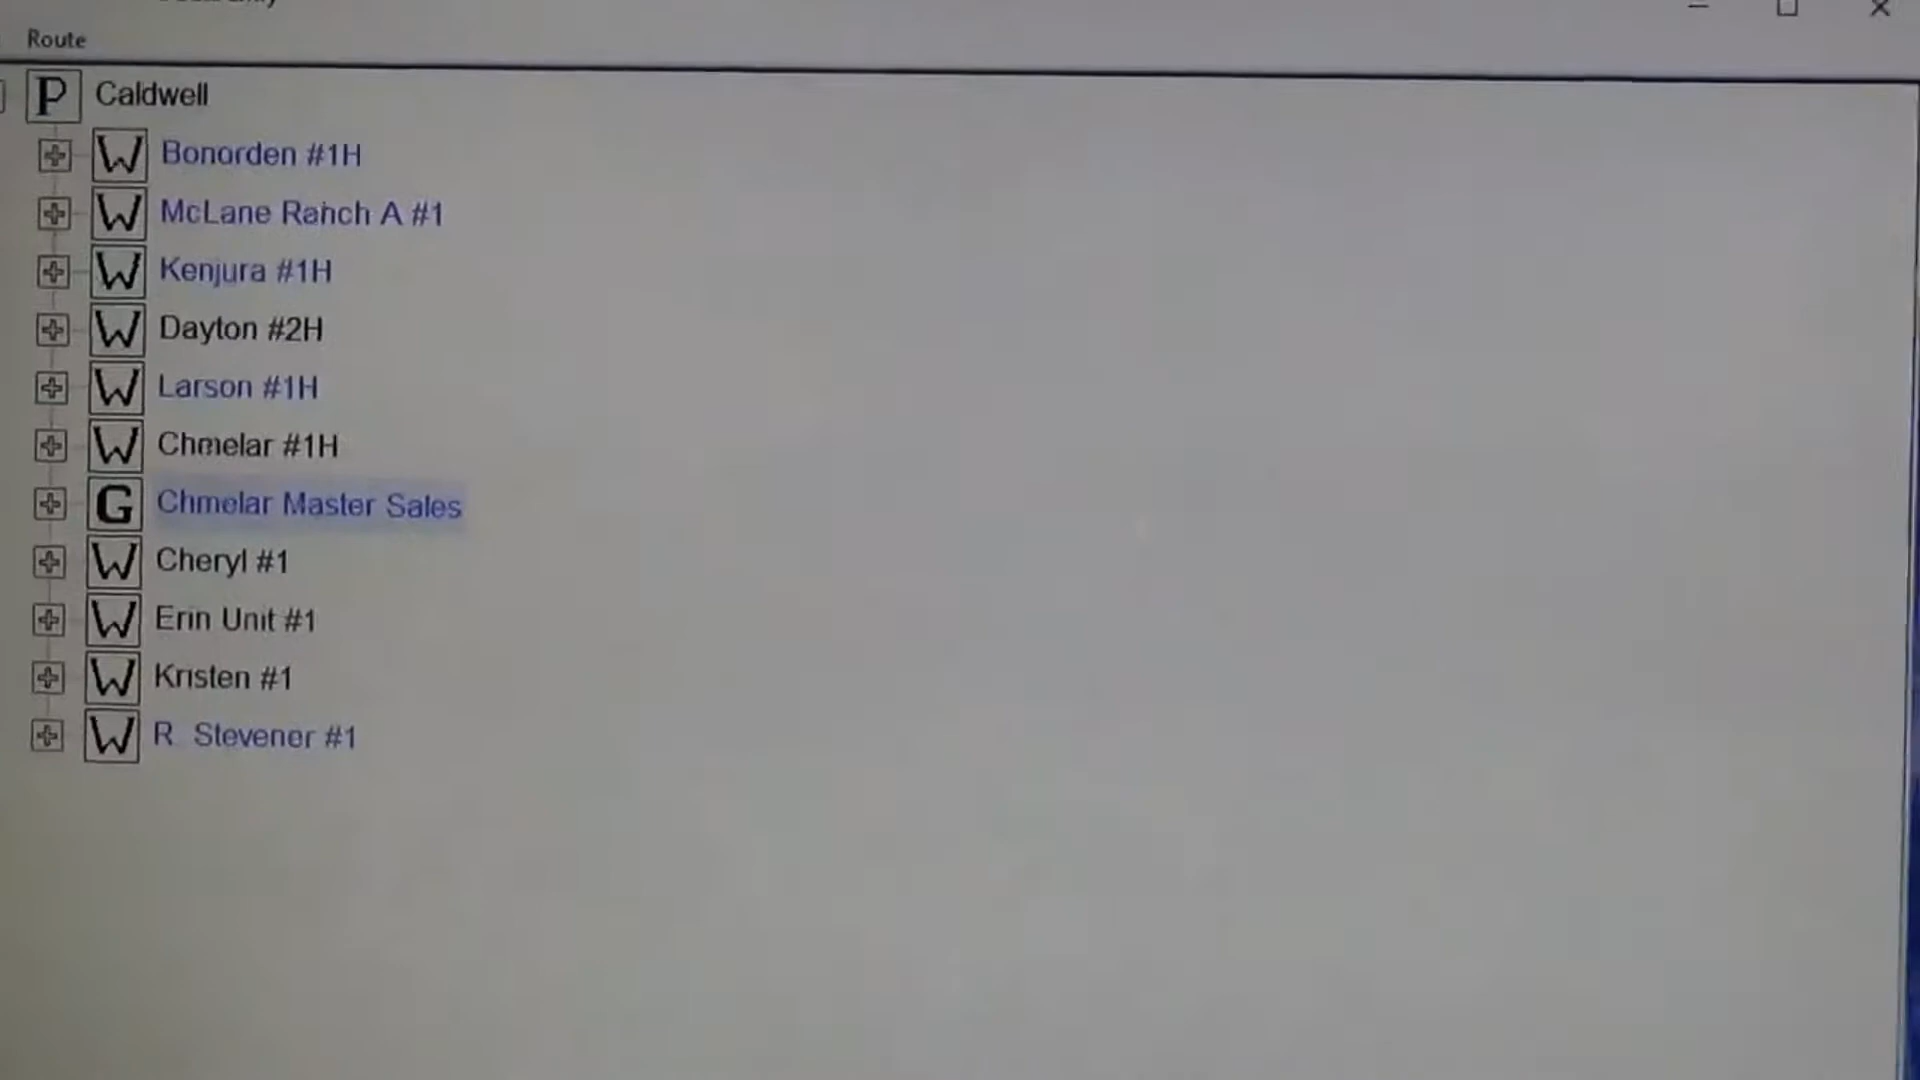 Route
P Caldwell
W Bonorden #1H
W McLane Ranch A #1
W Kenjura #1H
W Dayton #2H
W Larson #1H
W Chmelar #1H
G Chmelar Master Sales
W Cheryl #1
W Erin Unit #1
W Kristen #1
W R. Stevener #1